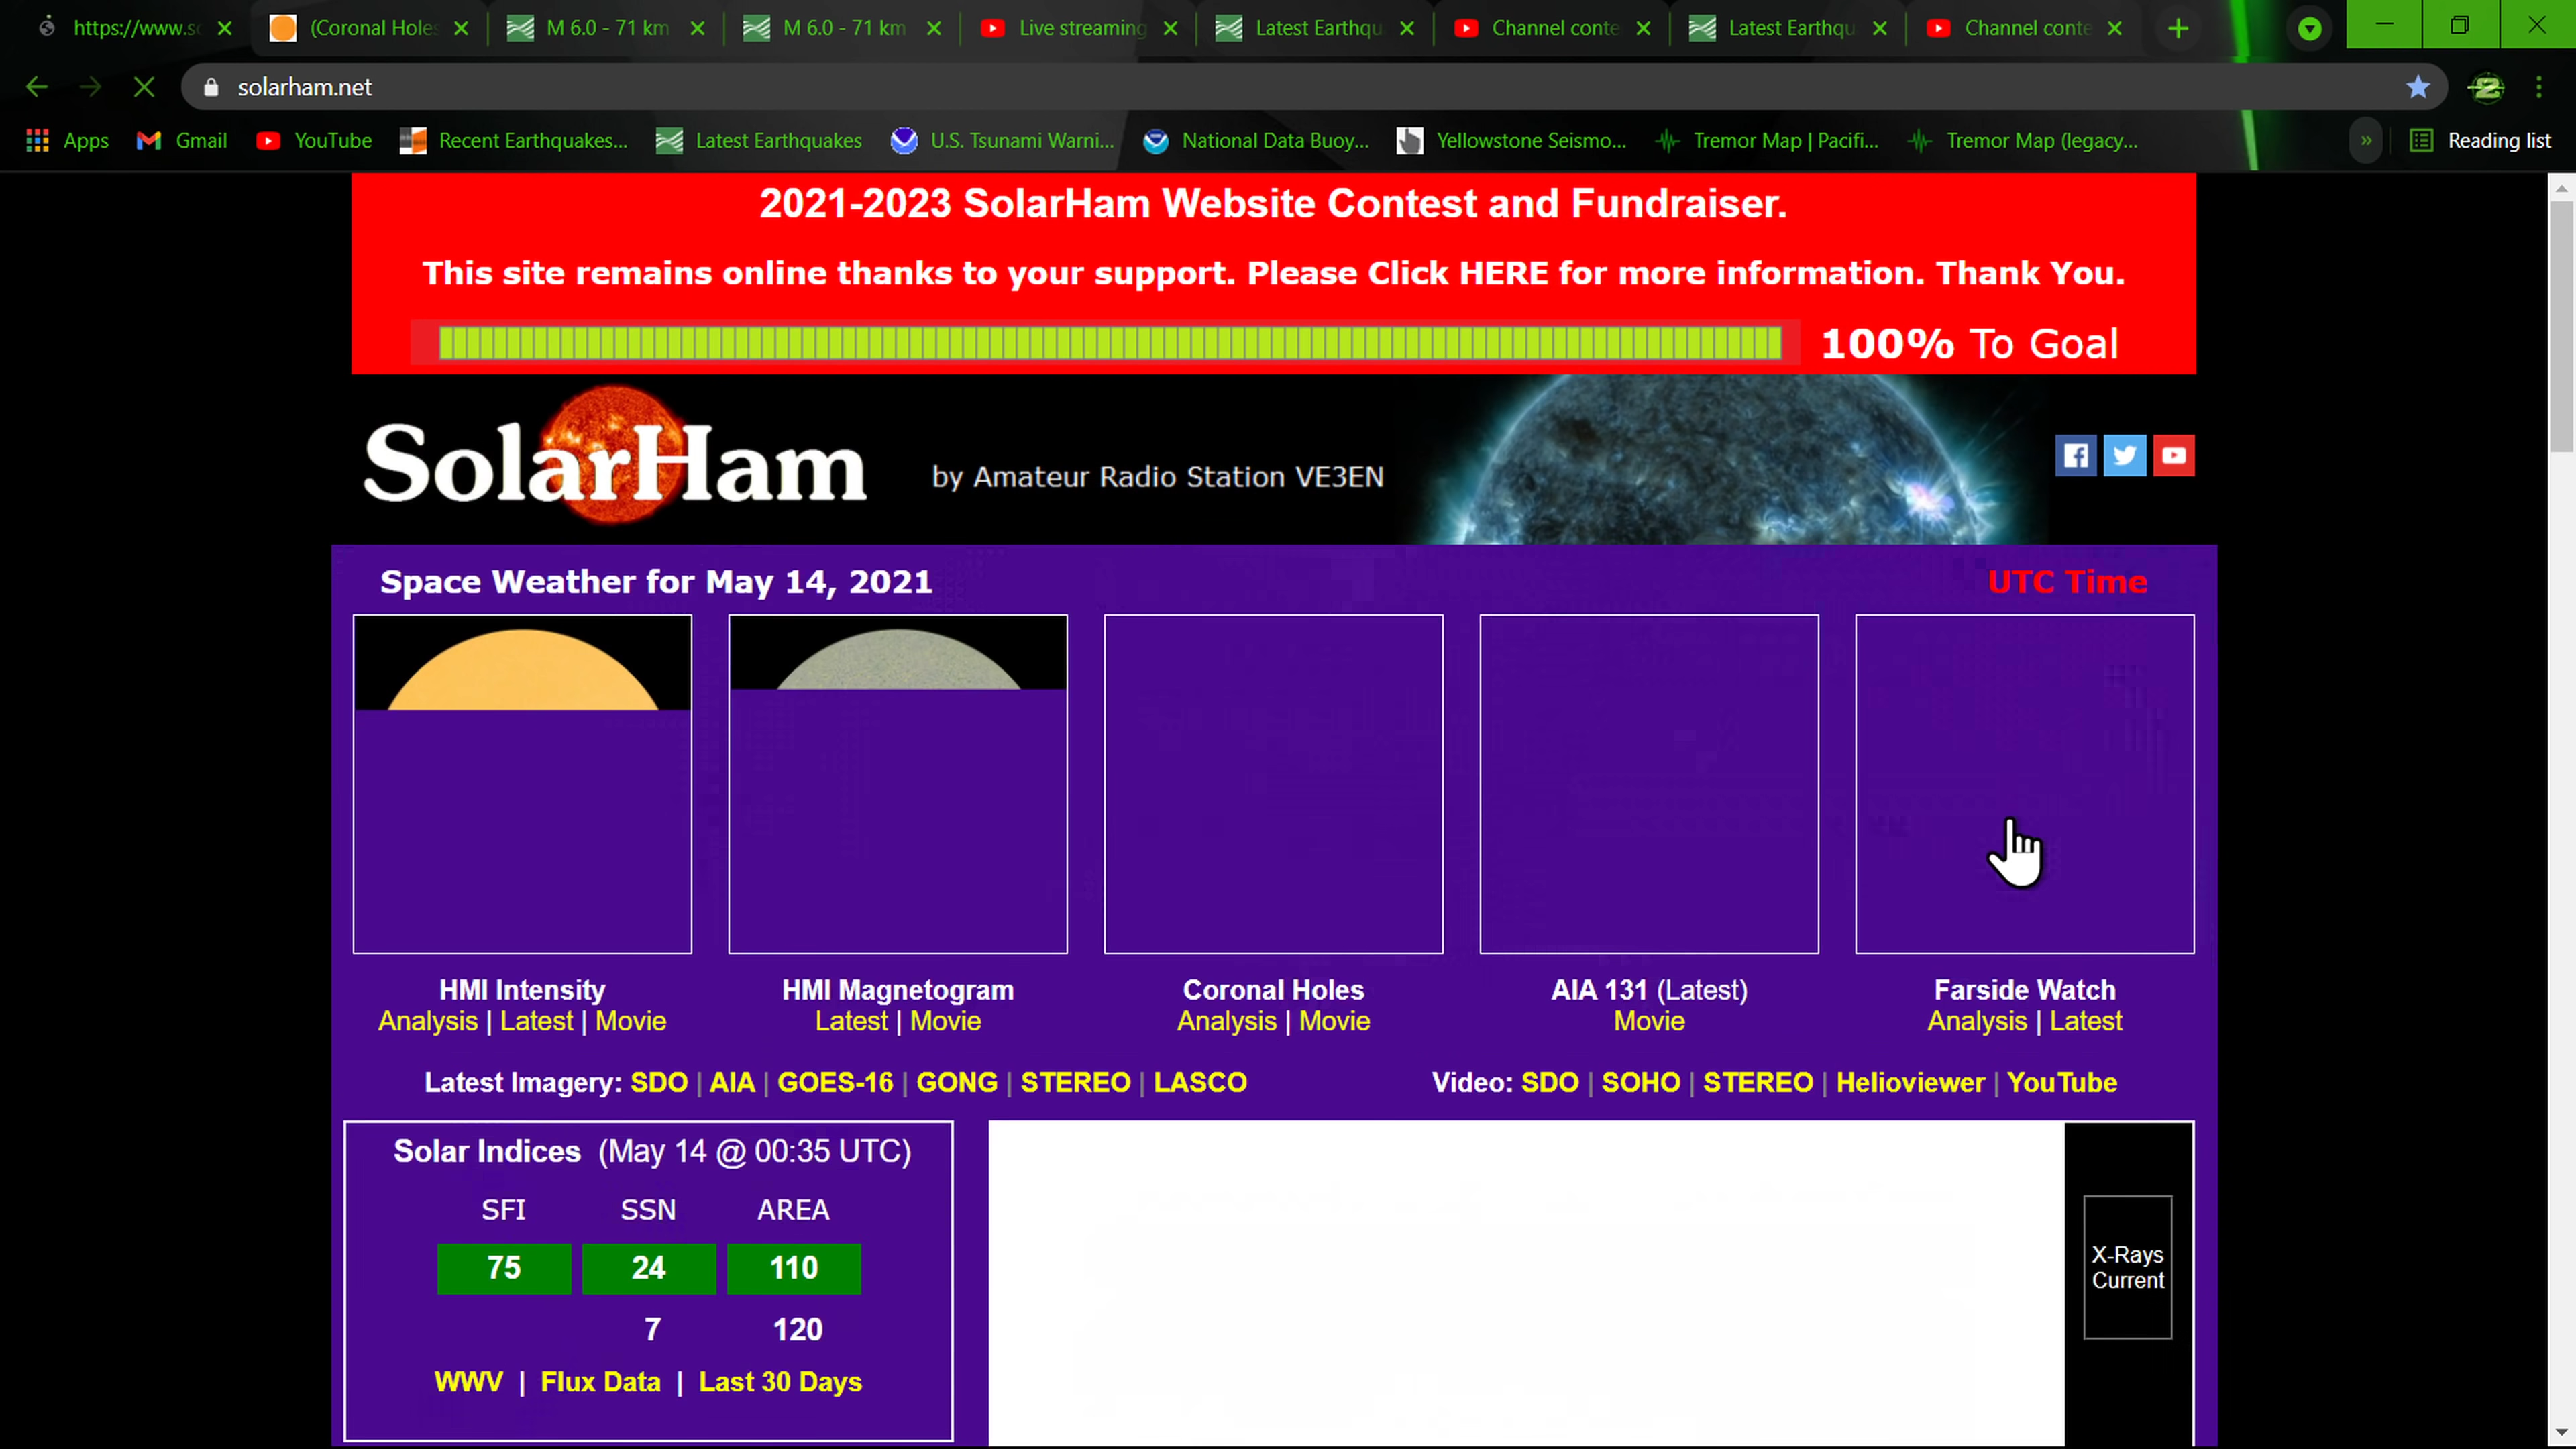 https://www.so
(Coronal Holes
M 6.0 - 71 km
M 6.0 - 71 km
Live streaming
Latest Earthqu
Channel conte
Latest Earthqu
Channel conte
solarham.net
Apps
Gmail
YouTube
Recent Earthquakes...
Latest Earthquakes
U.S. Tsunami Warni...
National Data Buoy...
Yellowstone Seismo...
Tremor Map | Pacifi...
Tremor Map (legacy...
»
Reading list
2021-2023 SolarHam Website Contest and Fundraiser.
This site remains online thanks to your support. Please Click HERE for more information. Thank You.
100% To Goal
SolarHam
by Amateur Radio Station VE3EN
Space Weather for May 14, 2021
UTC Time
HMI Intensity
Analysis | Latest | Movie
HMI Magnetogram
Latest | Movie
Coronal Holes
Analysis | Movie
AIA 131 (Latest)
Movie
Farside Watch
Analysis | Latest
Latest Imagery: SDO | AIA | GOES-16 | GONG | STEREO | LASCO
Video: SDO | SOHO | STEREO | Helioviewer | YouTube
Solar Indices (May 14 @ 00:35 UTC)
SFI SSN AREA
75 24 110
7 120
WWV | Flux Data | Last 30 Days
X-Rays
Current